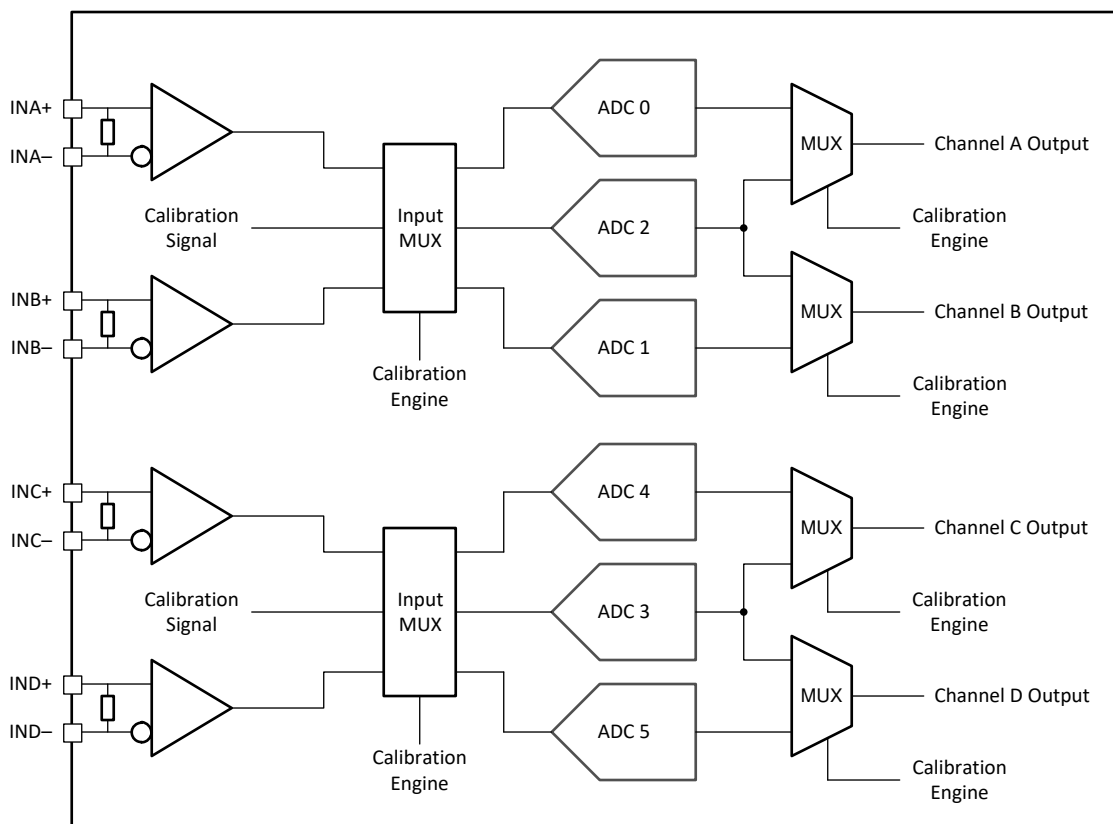 INA+
INA–
Calibration
Signal
INB+
INB–
Input
MUX
Calibration
Engine
ADC 0
ADC 2
ADC 1
MUX
Channel A Output
Calibration
Engine
MUX
Channel B Output
Calibration
Engine
INC+
INC–
Calibration
Signal
IND+
IND–
Input
MUX
Calibration
Engine
ADC 4
ADC 3
ADC 5
MUX
Channel C Output
Calibration
Engine
MUX
Channel D Output
Calibration
Engine